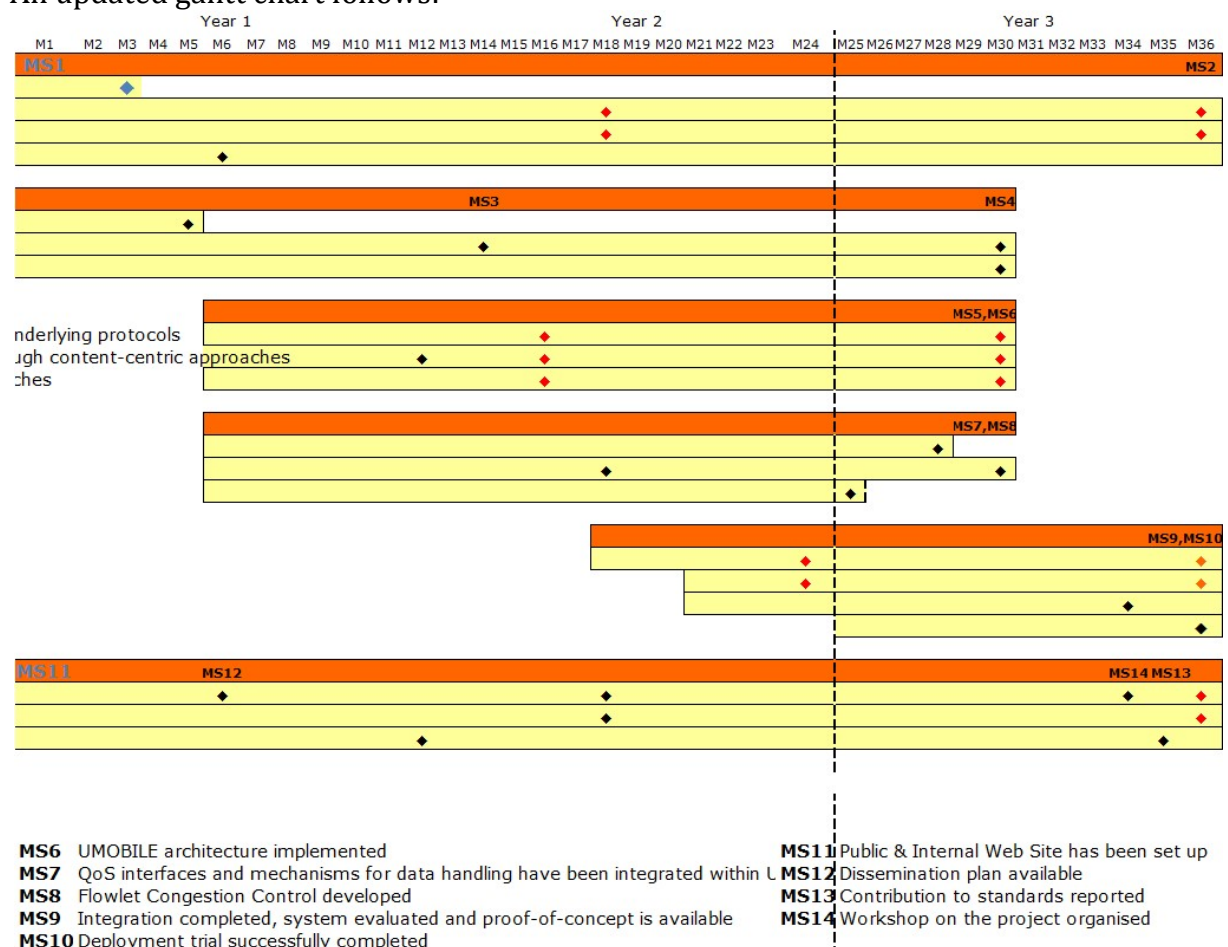 An updated gantt chart follows.
Year 1 Year 2 Year 3
M1 M2 M3 M4 M5 M6 M7 M8 M9 M10 M11 M12 M13 M14 M15 M16 M17 M18 M19 M20 M21 M22 M23 M24 M25 M26 M27 M28 M29 M30 M31 M32 M33 M34 M35 M36
MS1 MS2
MS3 MS4
MS5,MS6
nderlying protocols
ugh content-centric approaches
ches
MS7,MS8
MS9,MS10
MS11 MS12 MS14 MS13
MS6 UMOBILE architecture implemented MS11 Public & Internal Web Site has been set up
MS7 QoS interfaces and mechanisms for data handling have been integrated within U MS12 Dissemination plan available
MS8 Flowlet Congestion Control developed MS13 Contribution to standards reported
MS9 Integration completed, system evaluated and proof-of-concept is available MS14 Workshop on the project organised
MS10 Deployment trial successfully completed